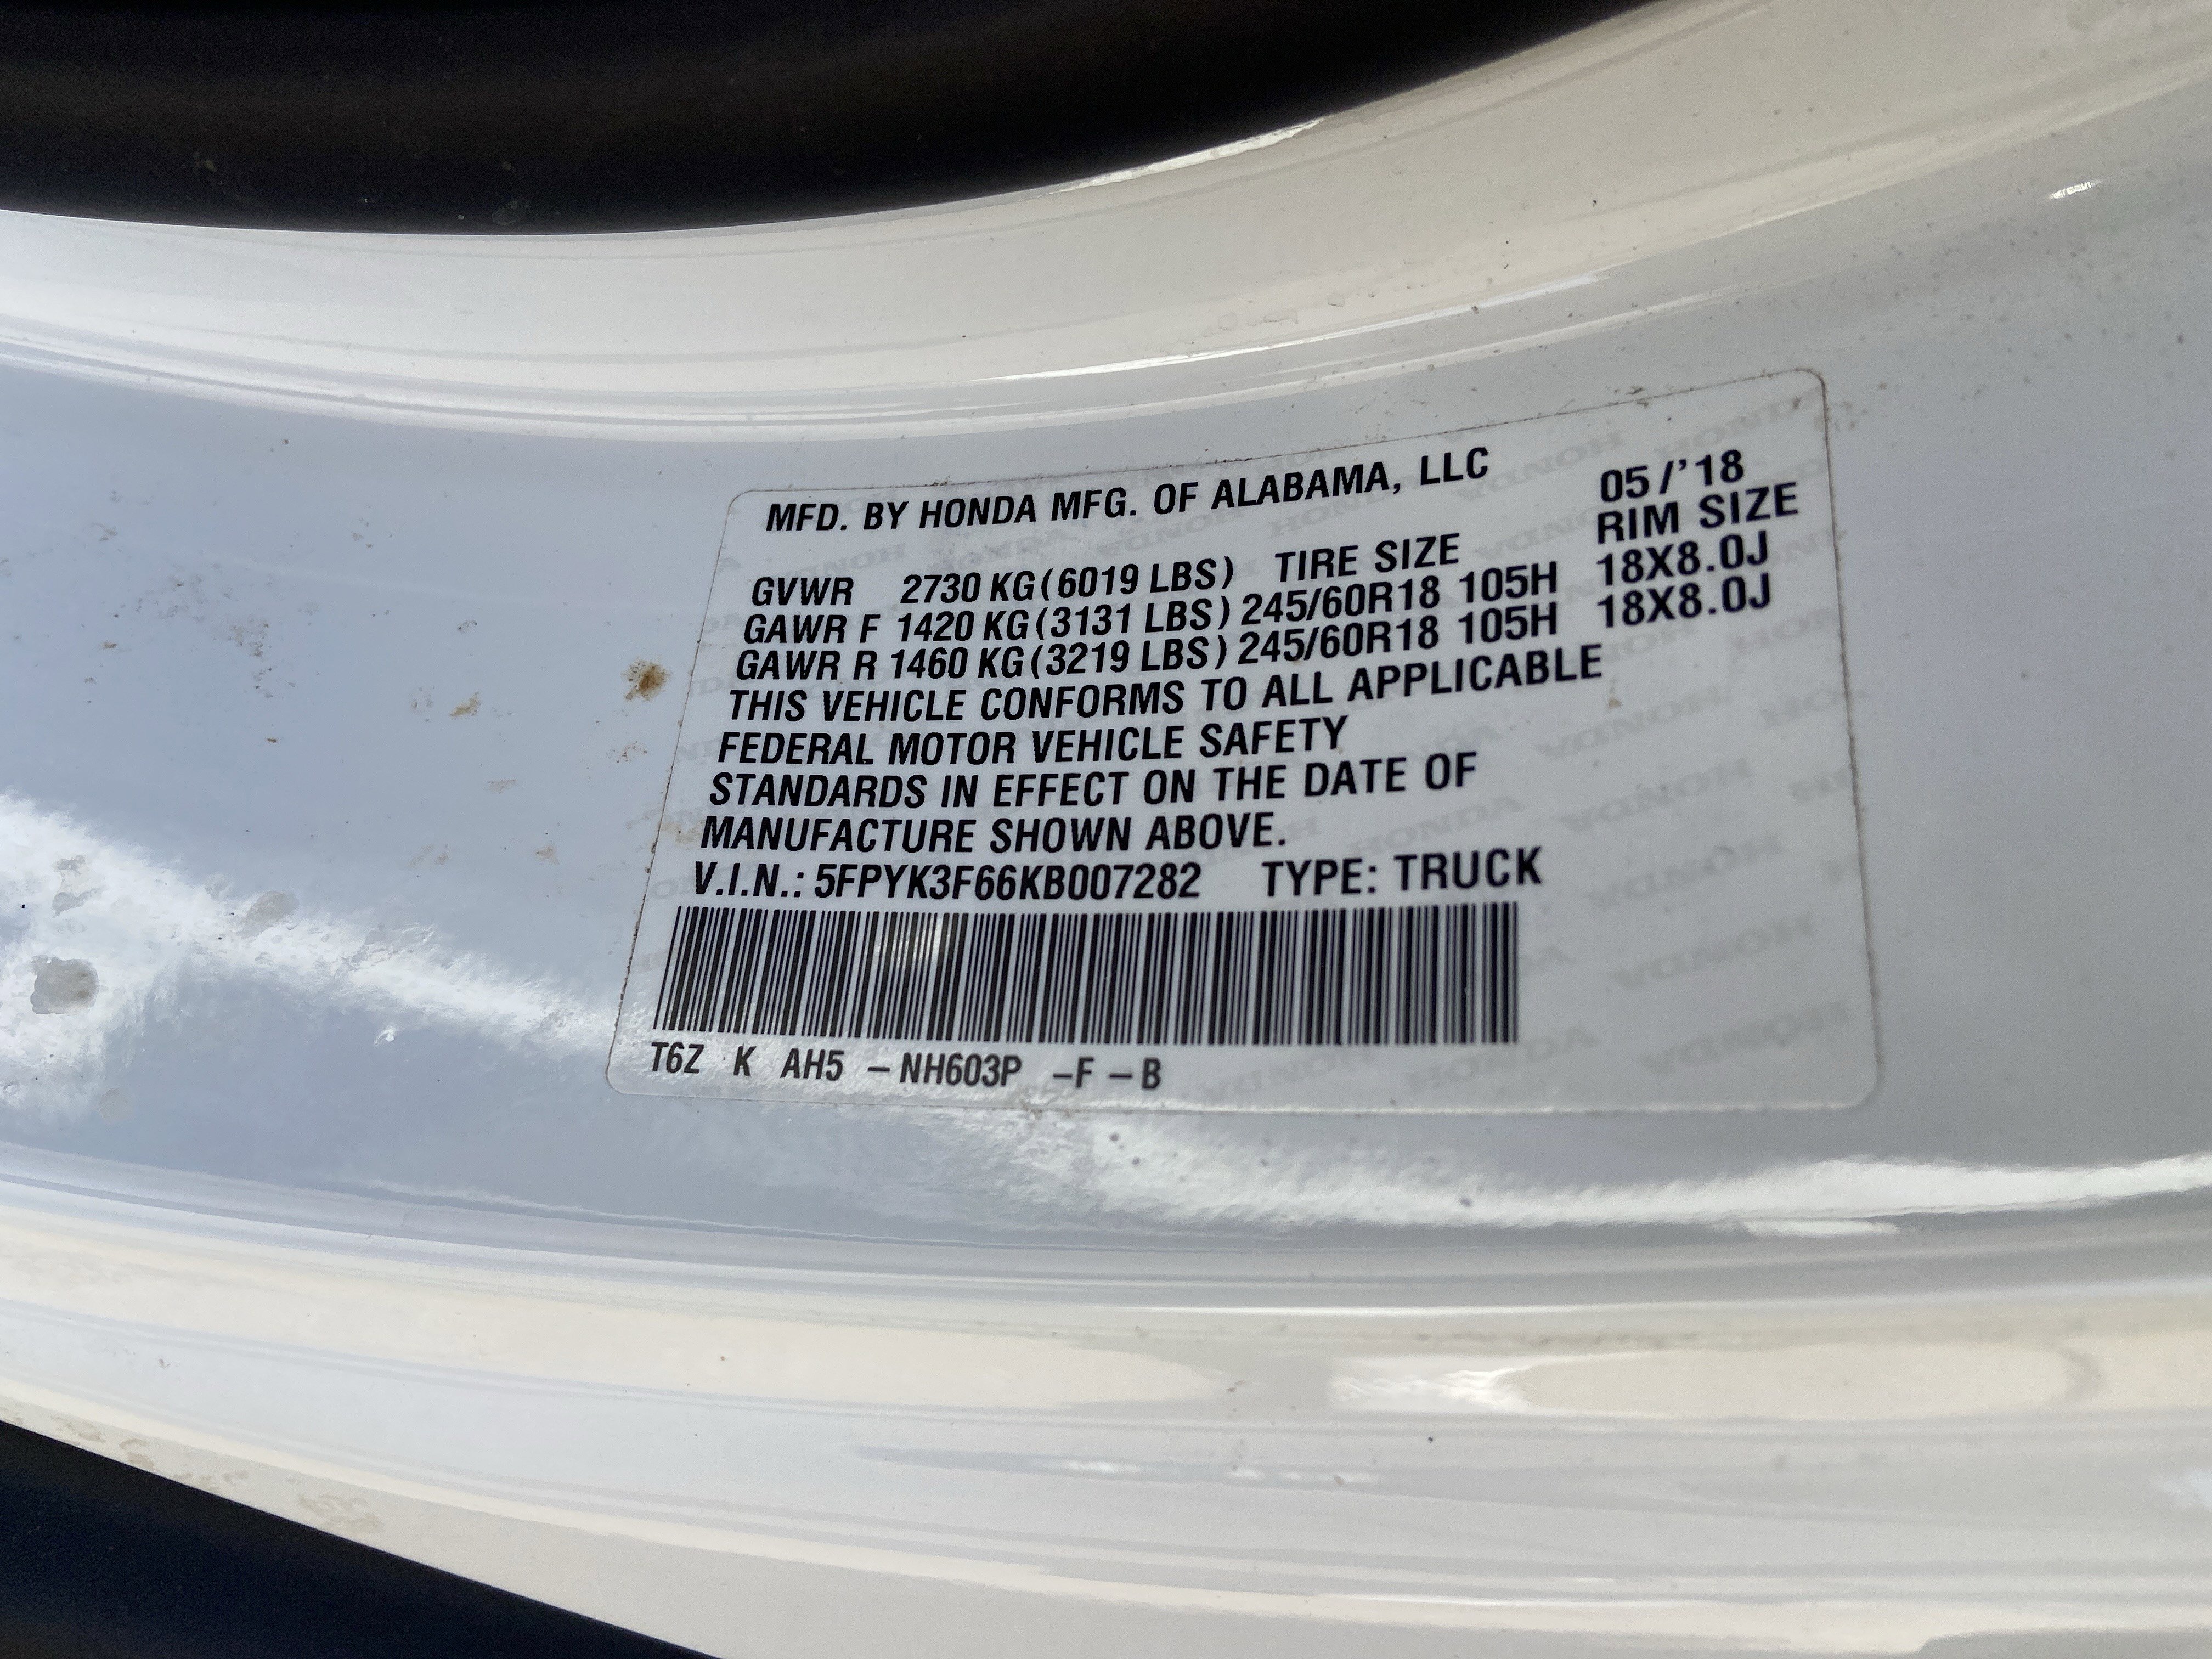 MFD. BY HONDA MFG. OF ALABAMA, LLC 05/'18
RIM SIZE
GVWR 2730 KG(6019 LBS) TIRE SIZE
GAWR F 1420 KG(3131 LBS) 245/60R18 105H 18X8.0J
GAWR R 1460 KG(3219 LBS) 245/60R18 105H 18X8.0J
THIS VEHICLE CONFORMS TO ALL APPLICABLE
FEDERAL MOTOR VEHICLE SAFETY
STANDARDS IN EFFECT ON THE DATE OF
MANUFACTURE SHOWN ABOVE.
V.I.N.: 5FPYK3F66KB007282 TYPE: TRUCK
T6Z K AH5 –NH603P –F –B